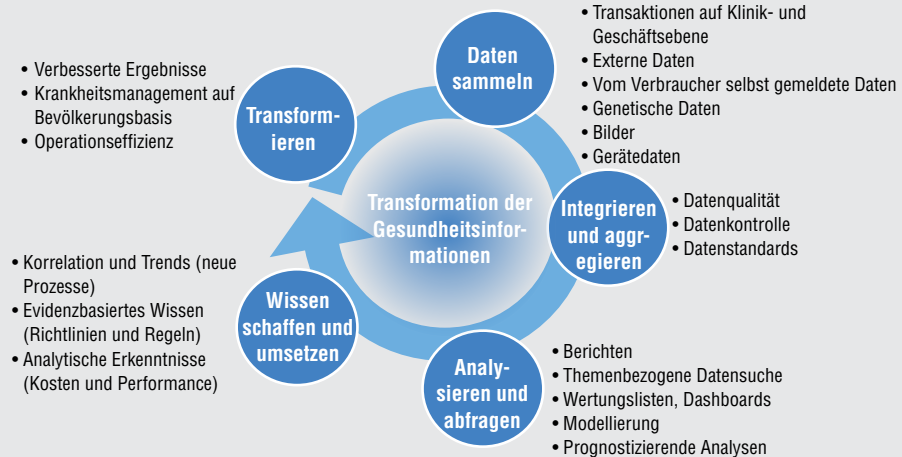 Daten
sammeln
• Transaktionen auf Klinik- und
Geschäftsebene
• Externe Daten
• Vom Verbraucher selbst gemeldete Daten
• Genetische Daten
• Bilder
• Gerätedaten
Integrieren
und aggr-
egieren
• Datenqualität
• Datenkontrolle
• Datenstandards
Analy-
sieren und
abfragen
• Berichten
• Themenbezogene Datensuche
• Wertungslisten, Dashboards
• Modellierung
• Prognostizierende Analysen
Wissen
schaffen und
umsetzen
• Korrelation und Trends (neue
Prozesse)
• Evidenzbasiertes Wissen
(Richtlinien und Regeln)
• Analytische Erkenntnisse
(Kosten und Performance)
Transform-
ieren
• Verbesserte Ergebnisse
• Krankheitsmanagement auf
Bevölkerungsbasis
• Operationseffizienz
Transformation der
Gesundheitsinfor-
mationen